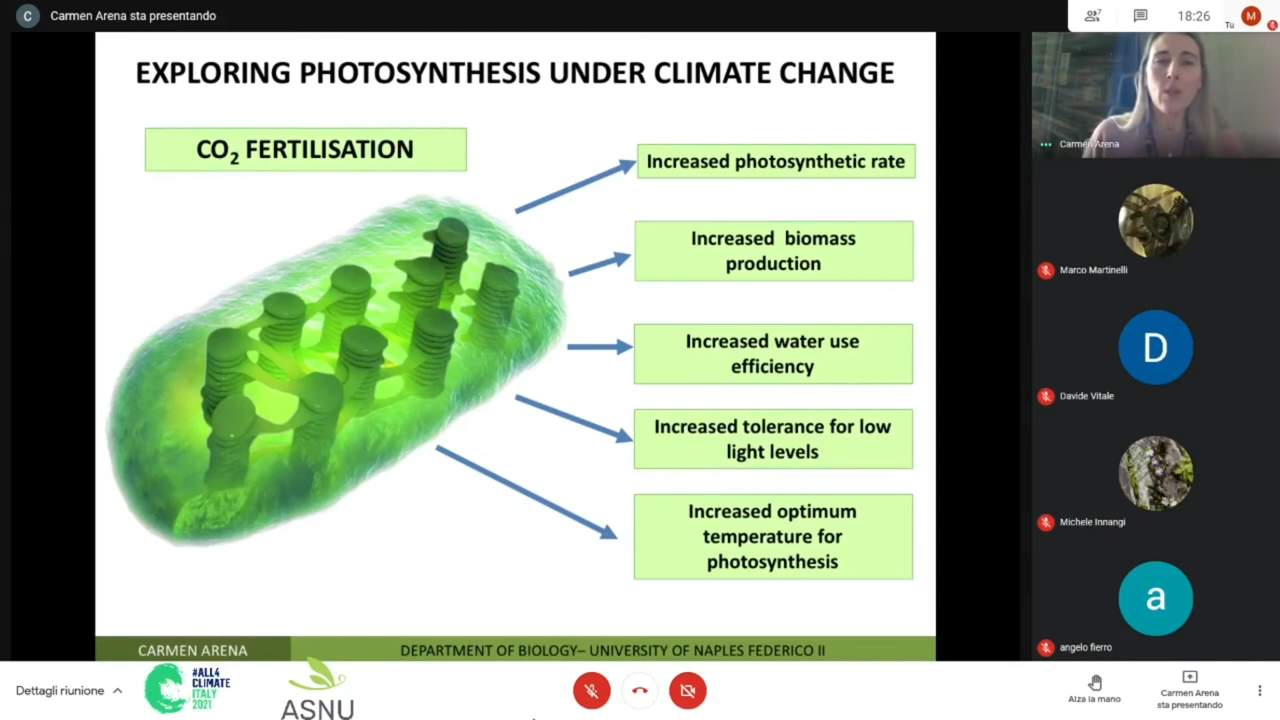 C
Carmen Arena sta presentando
7
18:26
Tu
M
EXPLORING PHOTOSYNTHESIS UNDER CLIMATE CHANGE
CO₂ FERTILISATION
Increased photosynthetic rate
Increased biomass
production
Increased water use
efficiency
Increased tolerance for low
light levels
Increased optimum
temperature for
photosynthesis
CARMEN ARENA
DEPARTMENT OF BIOLOGY– UNIVERSITY OF NAPLES FEDERICO II
Carmen Arena
Marco Martinelli
D
Davide Vitale
Michele Innangi
a
angelo fierro
Dettagli riunione
#ALL4
CLIMATE
ITALY
2021
ASNU
Alza la mano
Carmen Arena
sta presentando